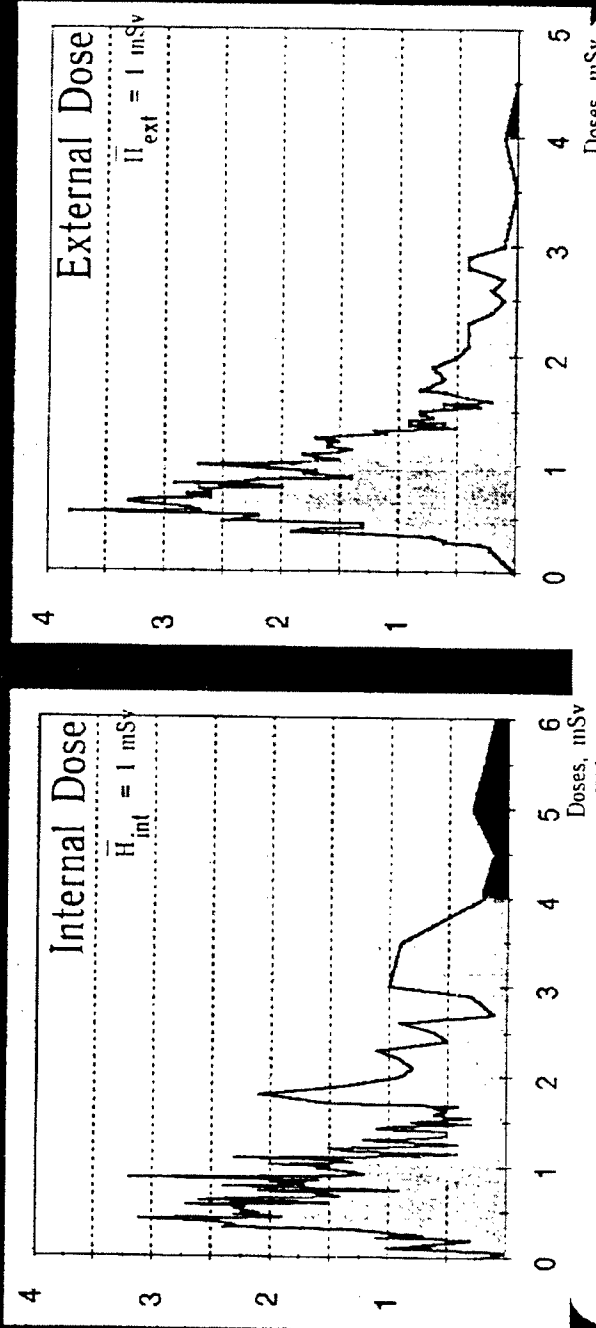 External Dose
H̅ext = 1 mSv
4
3
2
1
0 1 2 3 4 5
Doses, mSv
Internal Dose
H̅int = 1 mSv
4
3
2
1
0 1 2 3 4 5 6
Doses, mSv